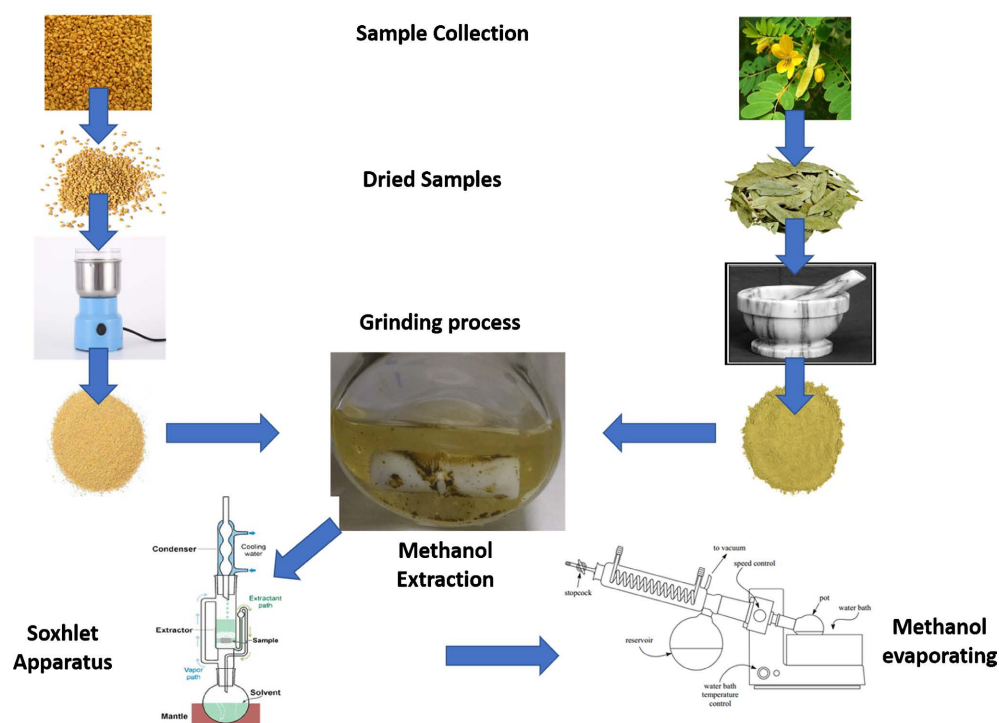 Sample Collection
Dried Samples
Grinding process
Methanol
Extraction
Soxhlet
Apparatus
Condenser
Cooling
water
Extractant
path
Extractor
Sample
Vapor
path
Solvent
Mantle
to vacuum
speed control
stopcock
pot
water bath
reservoir
water bath
temperature
control
Methanol
evaporating